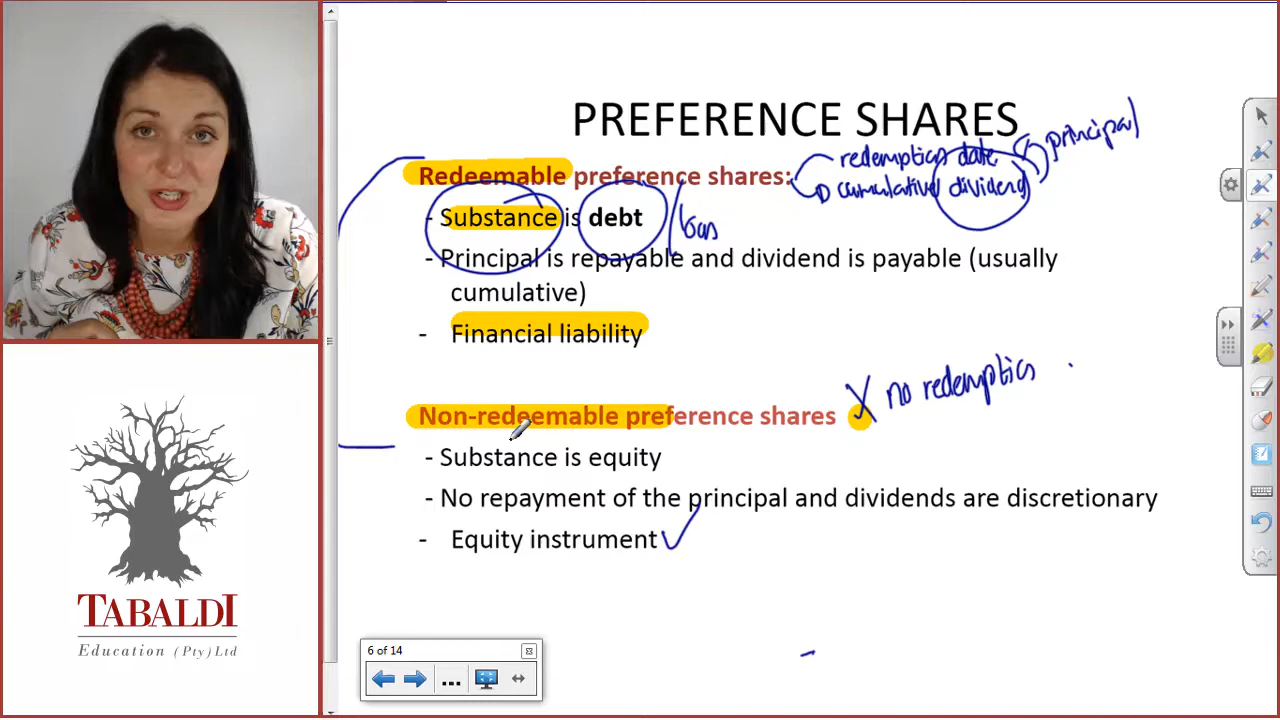 PREFERENCE SHARES
principal
redemption date
Redeemable preference shares:
cumulative dividend
- Substance is debt
loan
- Principal is repayable and dividend is payable (usually
cumulative)
- Financial liability
no redemption
Non-redeemable preference shares
- Substance is equity
- No repayment of the principal and dividends are discretionary
- Equity instrument
TABALDI
Education (Pty) Ltd
6 of 14